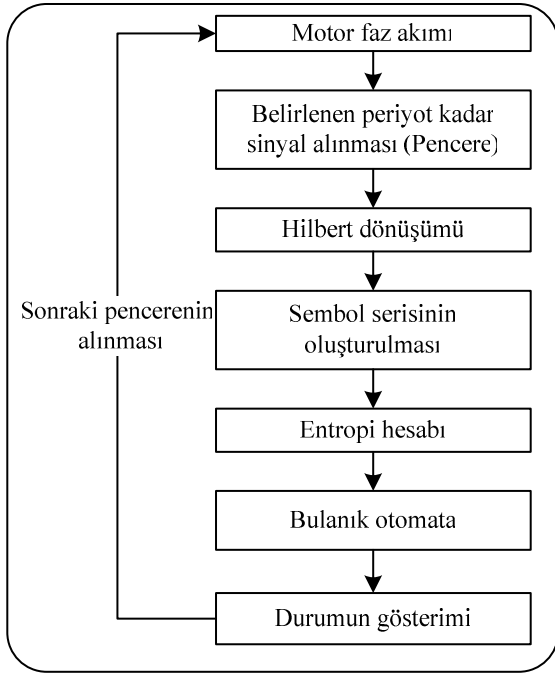 Motor faz akımı
Belirlenen periyot kadar
sinyal alınması (Pencere)
Hilbert dönüşümü
Sonraki pencerenin
alınması
Sembol serisinin
oluşturulması
Entropi hesabı
Bulanık otomata
Durumun gösterimi